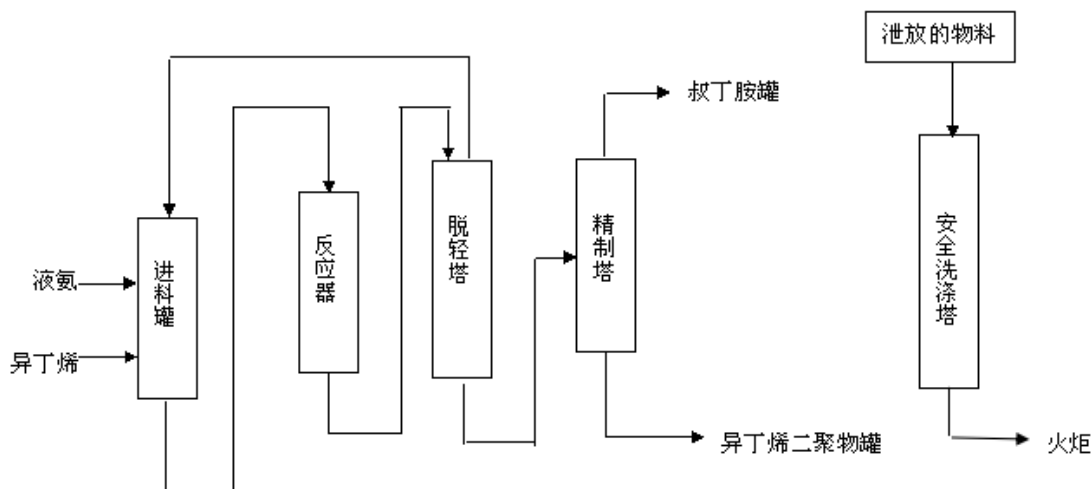 泄放的物料
叔丁胺罐
液氨
异丁烯
进料罐
反应器
脱轻塔
精制塔
安全洗涤塔
异丁烯二聚物罐
火炬